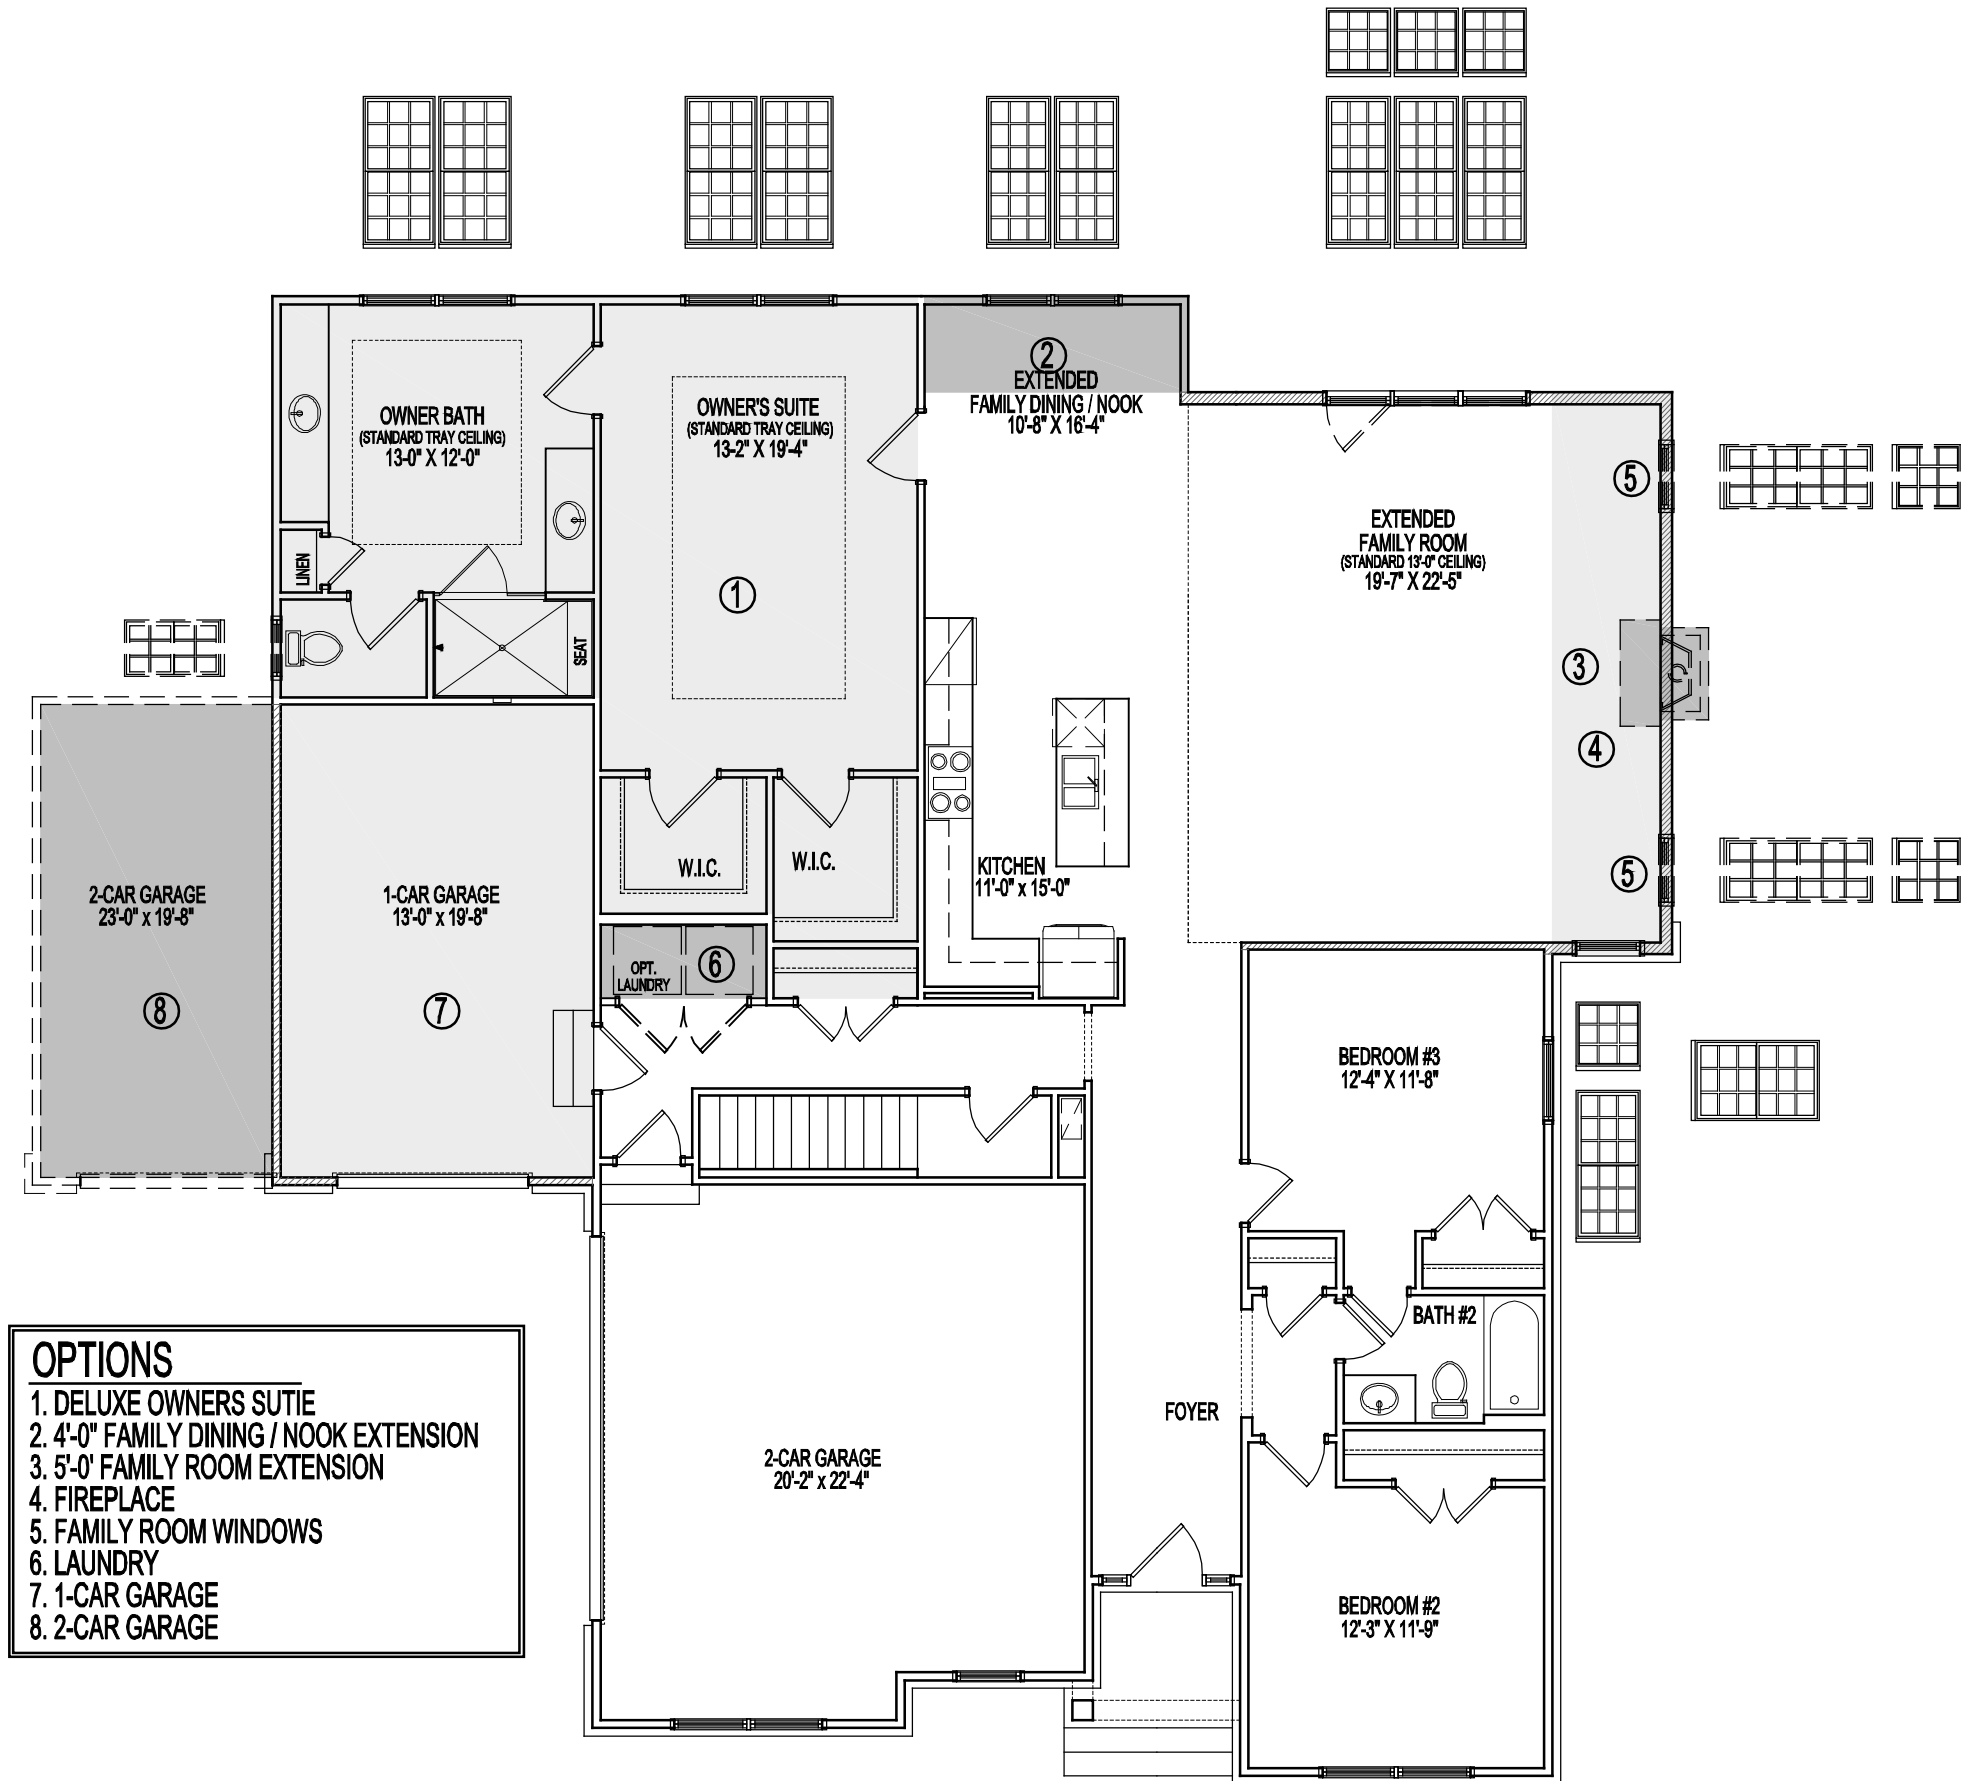 2
EXTENDED
FAMILY DINING / NOOK
10'-8" X 16'-4"
OWNER BATH
(STANDARD TRAY CEILING)
13-0" X 12'-0"
OWNER'S SUITE
(STANDARD TRAY CEILING)
13-2" X 19'-4"
1
5
EXTENDED
FAMILY ROOM
(STANDARD 13'-0" CEILING)
19'-7" X 22'-5"
LINEN
SEAT
3
4
5
W.I.C.
W.I.C.
KITCHEN
11'-0" x 15'-0"
2-CAR GARAGE
23'-0" x 19'-8"
8
1-CAR GARAGE
13'-0" x 19'-8"
7
OPT.
LAUNDRY
6
BEDROOM #3
12'-4" X 11'-8"
BATH #2
FOYER
2-CAR GARAGE
20'-2" x 22'-4"
BEDROOM #2
12'-3" X 11'-9"
OPTIONS
1. DELUXE OWNERS SUTIE
2. 4'-0" FAMILY DINING / NOOK EXTENSION
3. 5'-0' FAMILY ROOM EXTENSION
4. FIREPLACE
5. FAMILY ROOM WINDOWS
6. LAUNDRY
7. 1-CAR GARAGE
8. 2-CAR GARAGE